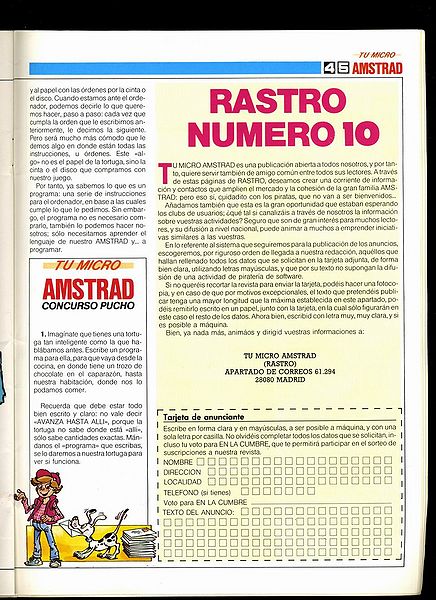 TU MICRO
46 AMSTRAD
y al papel con las órdenes por la cinta o
el disco. Cuando estamos ante el orde-
nador, podemos decirle lo que quere-
mos hacer, paso a paso: cada vez que
cumpla la orden que le escribimos an-
teriormente, le decimos la siguiente.
Pero será mucho más cómodo que le
demos algo en donde están todas las
instrucciones, u órdenes. Este «al-
go» no es el papel de la tortuga, sino la
cinta o el disco que compramos con
nuestro juego.
Por tanto, ya sabemos lo que es un
programa: una serie de instrucciones
para el ordenador, en base a las cuales
cumple lo que le pedimos. Sin embar-
go, el programa no es necesario com-
prarlo, también lo podemos hacer noso-
tros; sólo necesitamos aprender el
lenguaje de nuestro AMSTRAD y... a
programar.
TU MICRO
AMSTRAD
CONCURSO PUCHO
1. Imagínate que tienes una tortu-
ga tan inteligente como la que ha-
blábamos antes. Escribe un progra-
ma para ella, para que vaya desde la
cocina, en donde tiene un trozo de
chocolate en el caparazón, hasta
nuestra habitación, donde nos lo
podamos comer.
Recuerda que debe estar todo
bien escrito y claro: no vale decir
«AVANZA HASTA ALLI», porque la
tortuga no sabe donde está «allí»,
sólo sabe cantidades exactas. Mán-
danos el «programa» que escribas,
se lo daremos a nuestra tortuga para
ver si funciona.
RASTRO
NUMERO 10
TU MICRO AMSTRAD es una publicación abierta a todos nosotros, y por tan-
to, quiere servir también de amigo común entre todos sus lectores. A través
de estas páginas de RASTRO, deseamos crear una corriente de informa-
ción y contactos que amplíen el mercado y la cohesión de la gran familia AMS-
TRAD; pero eso sí, cuidadito con los piratas, que no van a ser bienvenidos...
Añadamos también que esta es la gran oportunidad que estaban esperando
los clubs de usuarios; ¿qué tal si canalizáis a través de nosotros la información
sobre vuestras actividades? Seguro que son de gran interés para muchos lecto-
res, y su difusión a nivel nacional, puede animar a muchos a emprender iniciati-
vas similares a las vuestras.
En lo referente al sistema que seguiremos para la publicación de los anuncios,
escogeremos, por riguroso orden de llegada a nuestra redacción, aquellos que
hallan rellenado todos los datos que se solicitan en la tarjeta adjunta, de forma
bien clara, utilizando letras mayúsculas, y que por su texto no supongan la difu-
sión de una actividad de piratería de software.
Si no queréis recortar la revista para enviar la tarjeta, podéis hacer una fotoco-
pia, y en caso de que por motivos excepcionales, el texto que pretendéis publi-
car tenga una mayor longitud que la máxima establecida en este apartado, po-
déis remitirlo escrito en un papel, junto con la tarjeta, en la cual sólo figurarán en
ese caso el resto de los datos. Ahora bien, escribid con letra muy, muy clara, y si
es posible a máquina.
Bien, ya nada más, animáos y dirigid vuestras informaciones a:
TU MICRO AMSTRAD
(RASTRO)
APARTADO DE CORREOS 61.294
28080 MADRID
Tarjeta de anunciante
Escribe en forma clara y en mayúsculas, a ser posible a máquina, y con una
sola letra por casilla. No olvidéis completar todos los datos que se solicitan, in-
cluso tu voto para EN LA CUMBRE, que te permitirá participar en el sorteo de
suscripciones a nuestra revista.
NOMBRE
DIRECCION
LOCALIDAD
TELEFONO (si tienes)
Voto para EN LA CUMBRE
TEXTO DEL ANUNCIO: